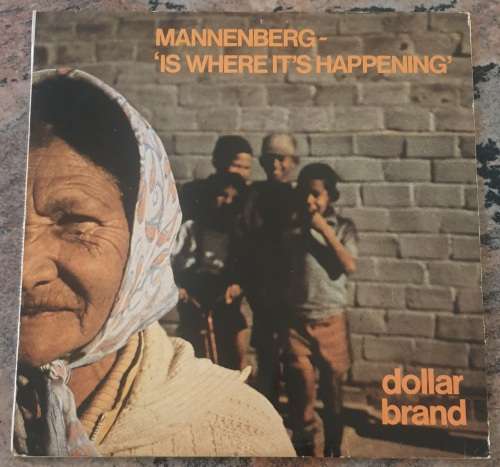 MANNENBERG-
'IS WHERE IT'S HAPPENING'
dollar
brand